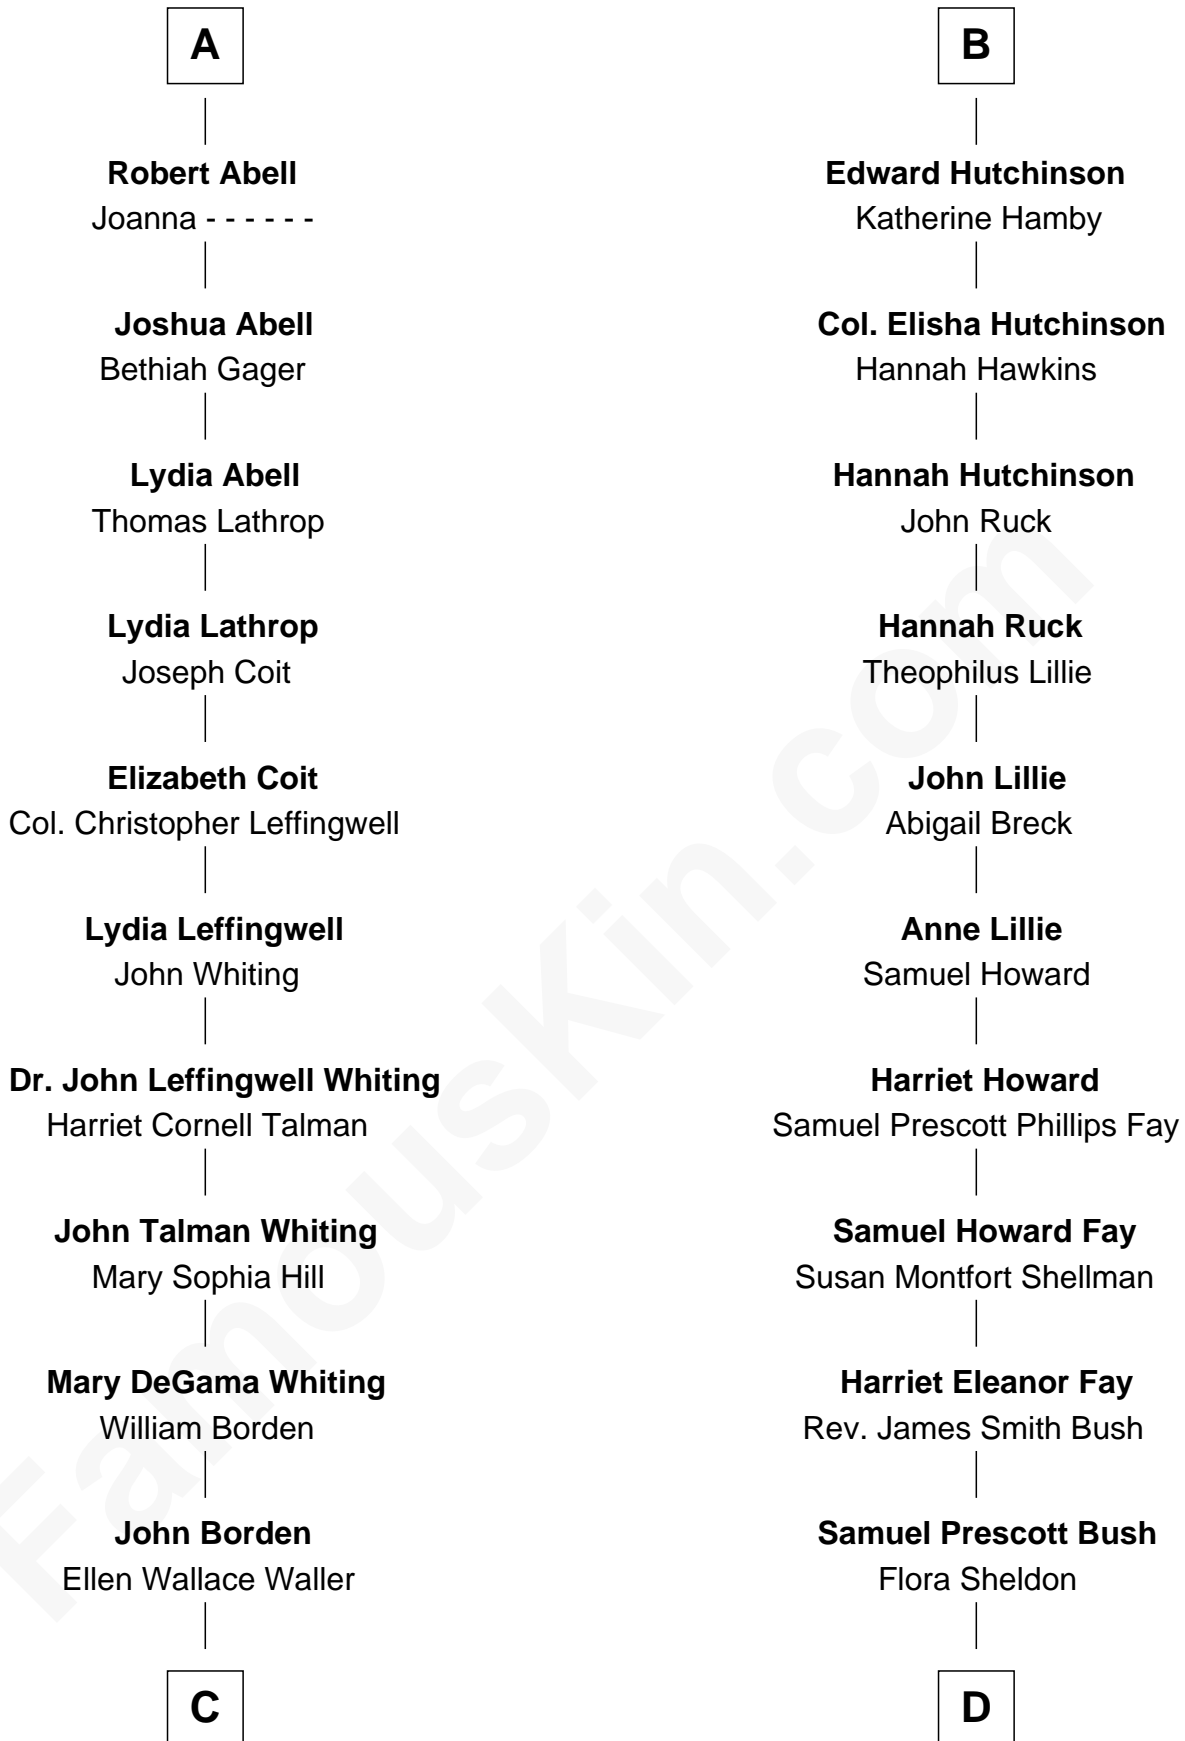 A
Robert Abell
Joanna - - - - - -
Joshua Abell
Bethiah Gager
Lydia Abell
Thomas Lathrop
Lydia Lathrop
Joseph Coit
Elizabeth Coit
Col. Christopher Leffingwell
Lydia Leffingwell
John Whiting
Dr. John Leffingwell Whiting
Harriet Cornell Talman
John Talman Whiting
Mary Sophia Hill
Mary DeGama Whiting
William Borden
John Borden
Ellen Wallace Waller
C
B
Edward Hutchinson
Katherine Hamby
Col. Elisha Hutchinson
Hannah Hawkins
Hannah Hutchinson
John Ruck
Hannah Ruck
Theophilus Lillie
John Lillie
Abigail Breck
Anne Lillie
Samuel Howard
Harriet Howard
Samuel Prescott Phillips Fay
Samuel Howard Fay
Susan Montfort Shellman
Harriet Eleanor Fay
Rev. James Smith Bush
Samuel Prescott Bush
Flora Sheldon
D
FamousKin.com